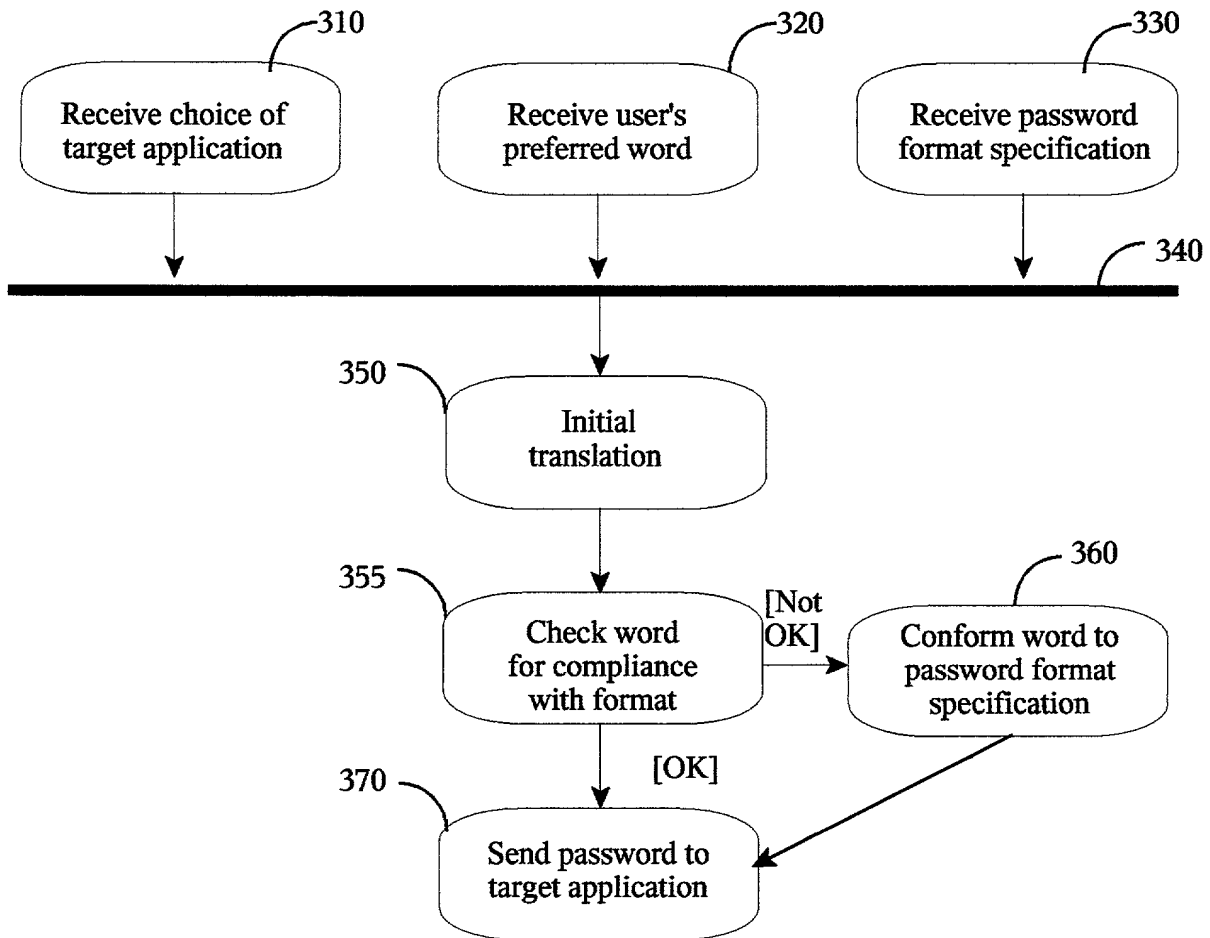 310
320
330
Receive choice of
target application
Receive user's
preferred word
Receive password
format specification
340
350
Initial
translation
355
360
[Not
OK]
Check word
for compliance
with format
Conform word to
password format
specification
370
[OK]
Send password to
target application